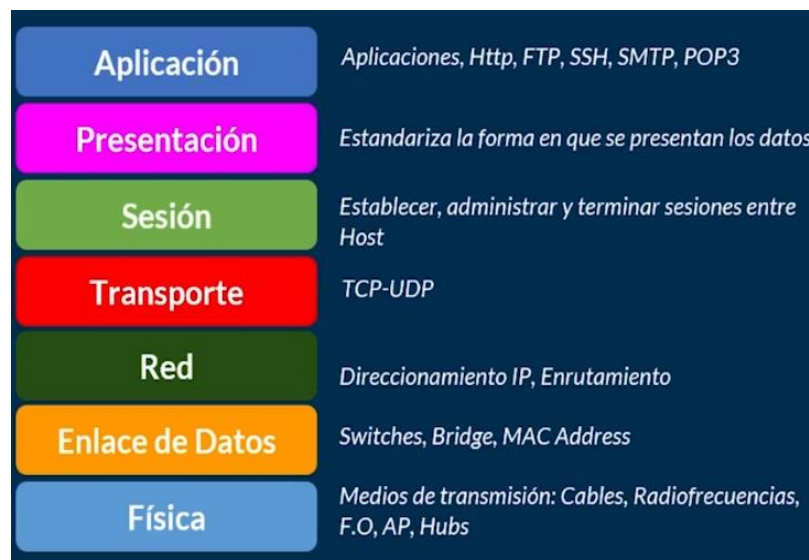 Aplicación
Aplicaciones, Http, FTP, SSH, SMTP, POP3
Presentación
Estandariza la forma en que se presentan los datos
Sesión
Establecer, administrar y terminar sesiones entre
Host
Transporte
TCP-UDP
Red
Direccionamiento IP, Enrutamiento
Enlace de Datos
Switches, Bridge, MAC Address
Física
Medios de transmisión: Cables, Radiofrecuencias,
F.O, AP, Hubs